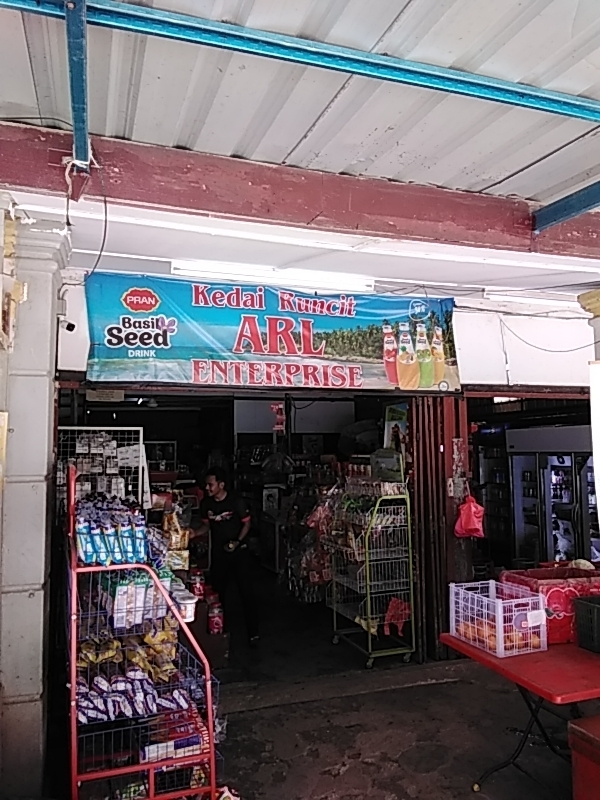 PRAN
Basil
Seed
DRINK
Kedai Runcit
ARL
ENTERPRISE